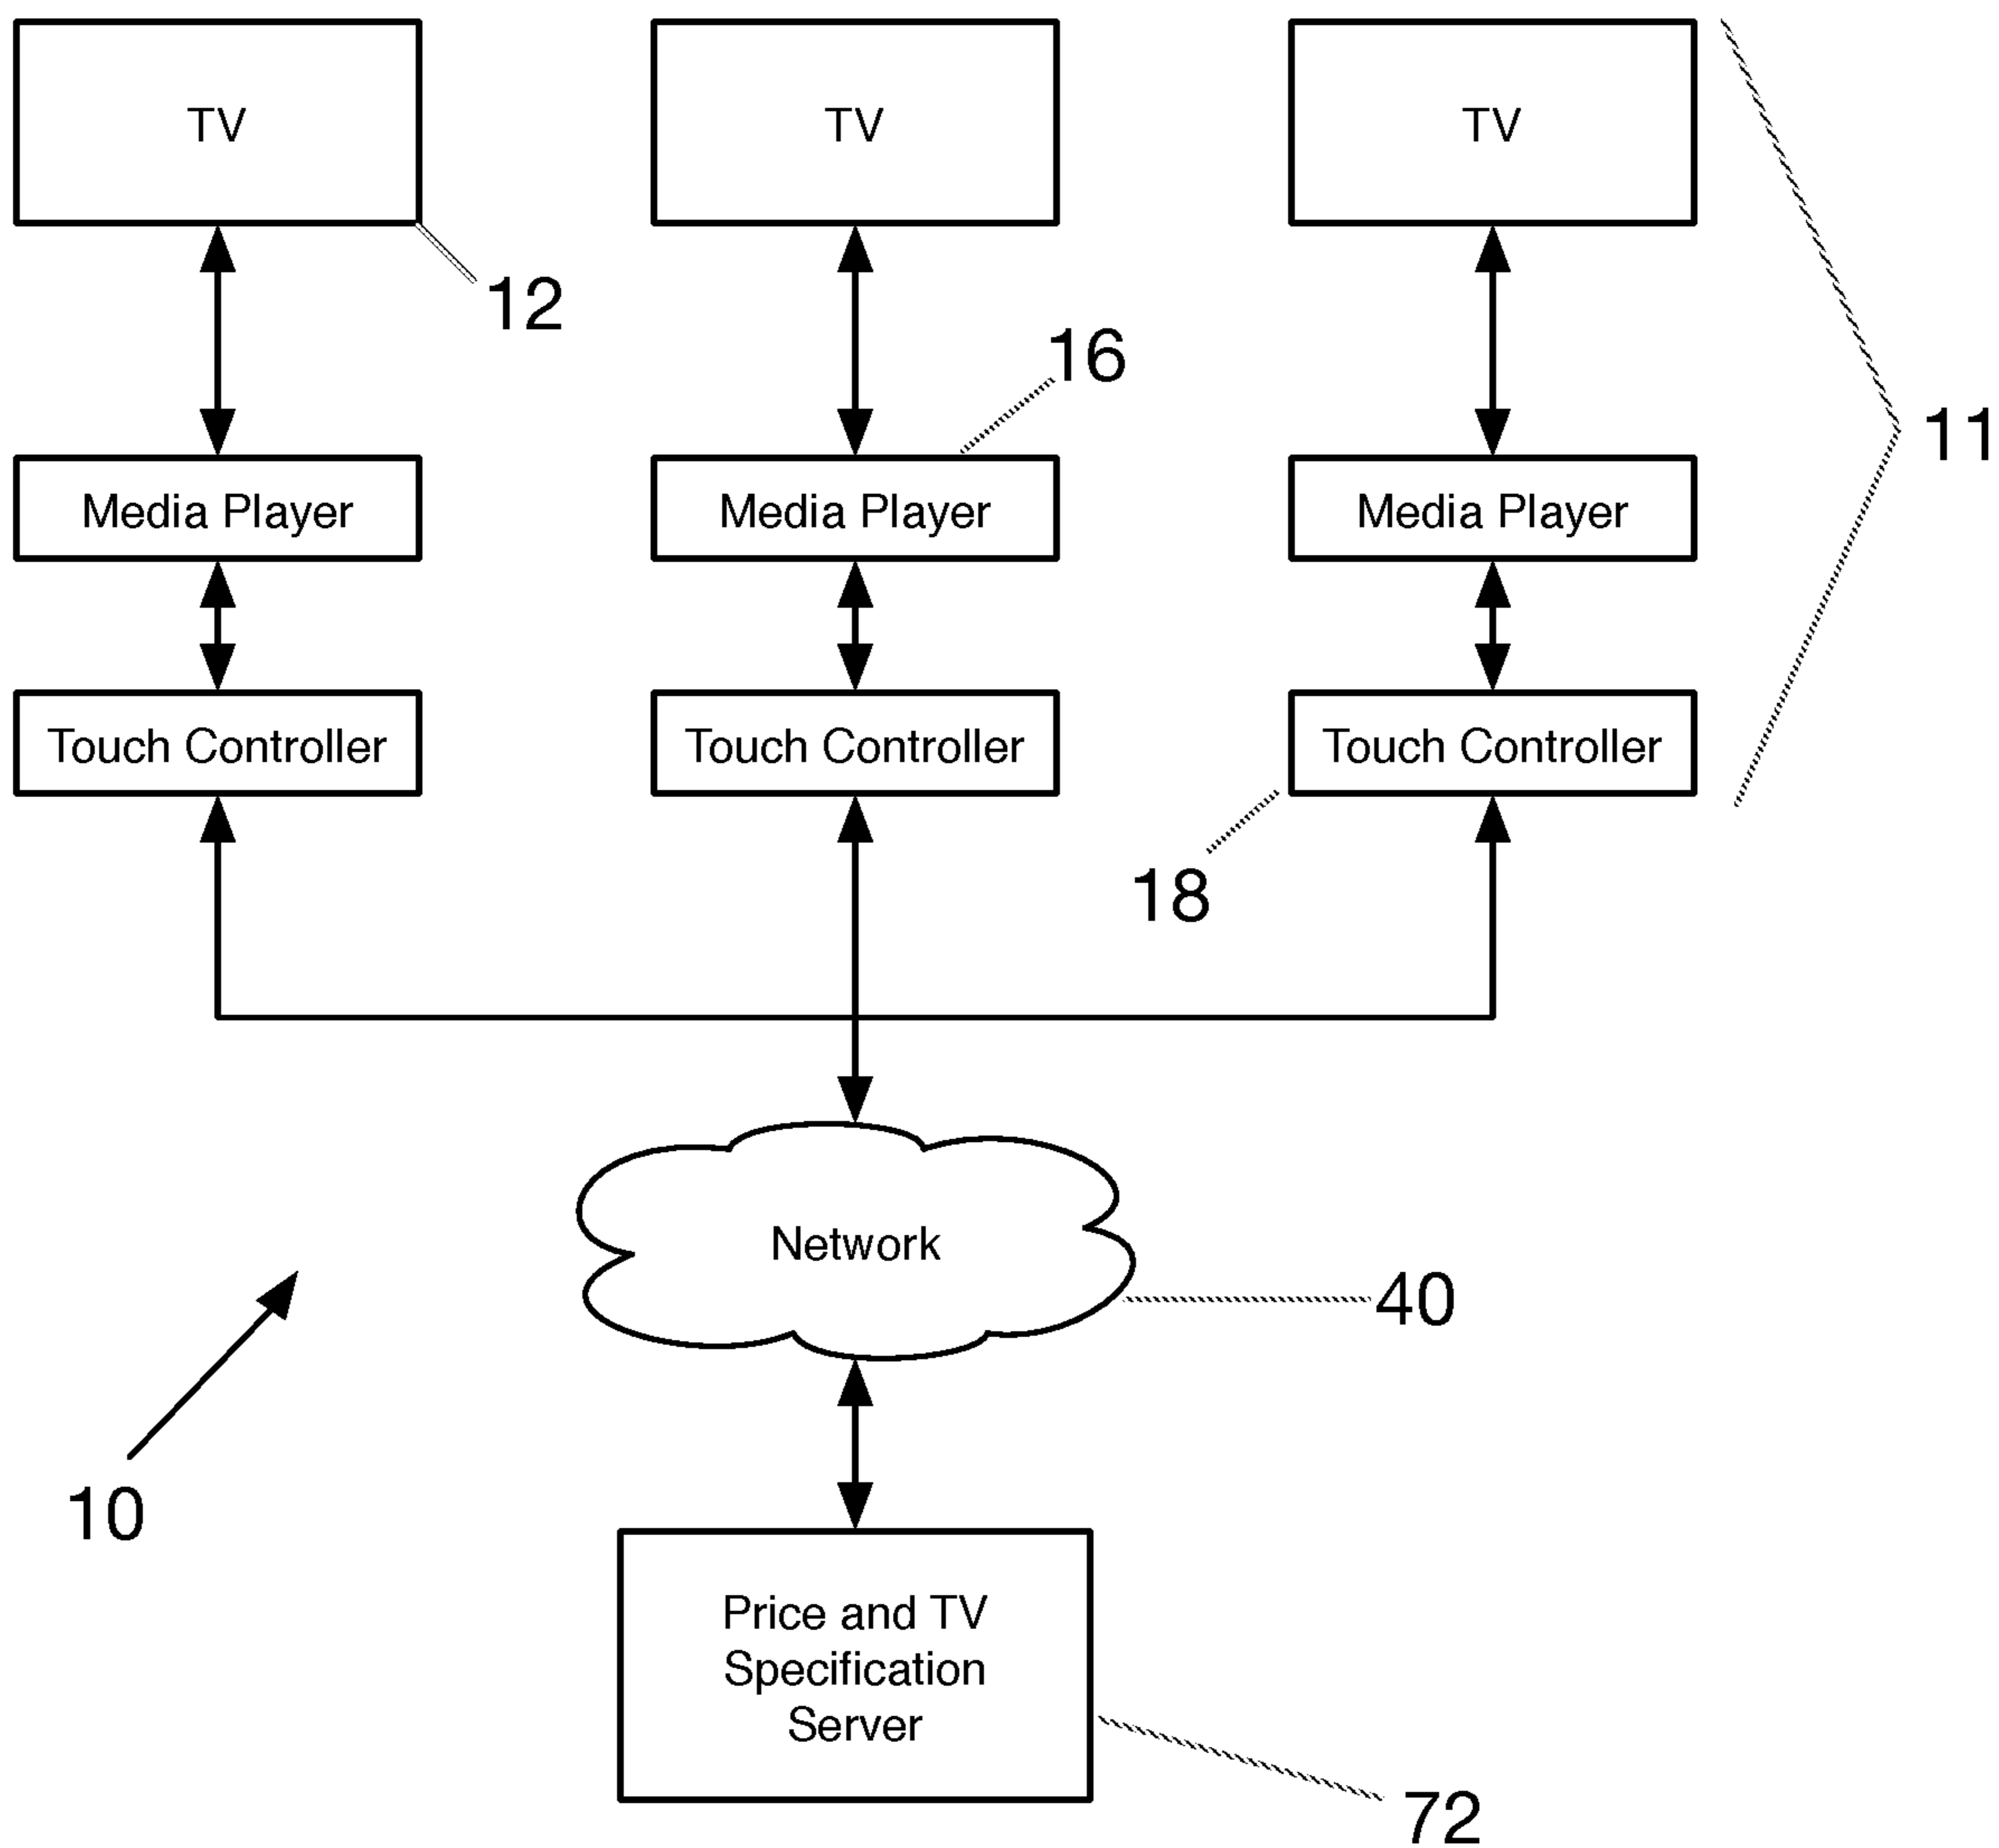 TV
TV
TV
12
16
11
Media Player
Media Player
Media Player
Touch Controller
Touch Controller
Touch Controller
18
Network
40
10
Price and TV
Specification
Server
72